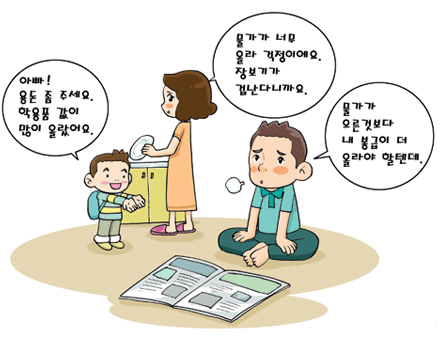 아빠!
용돈 좀 주세요.
학용품 값이
많이 올랐어요.
물가가 너무
올라 걱정이에요.
장보기가
겁난다니까요.
물가가
오른것보다
내 봉급이 더
올라야 할텐데.